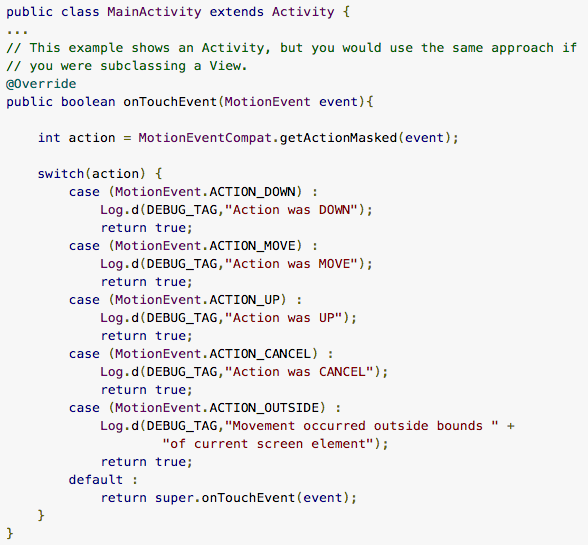 public class MainActivity extends Activity {
...
// This example shows an Activity, but you would use the same approach if
// you were subclassing a View.
@Override
public boolean onTouchEvent(MotionEvent event){

    int action = MotionEventCompat.getActionMasked(event);

    switch(action) {
        case (MotionEvent.ACTION_DOWN) :
            Log.d(DEBUG_TAG,"Action was DOWN");
            return true;
        case (MotionEvent.ACTION_MOVE) :
            Log.d(DEBUG_TAG,"Action was MOVE");
            return true;
        case (MotionEvent.ACTION_UP) :
            Log.d(DEBUG_TAG,"Action was UP");
            return true;
        case (MotionEvent.ACTION_CANCEL) :
            Log.d(DEBUG_TAG,"Action was CANCEL");
            return true;
        case (MotionEvent.ACTION_OUTSIDE) :
            Log.d(DEBUG_TAG,"Movement occurred outside bounds " +
                    "of current screen element");
            return true;
        default :
            return super.onTouchEvent(event);
    }
}